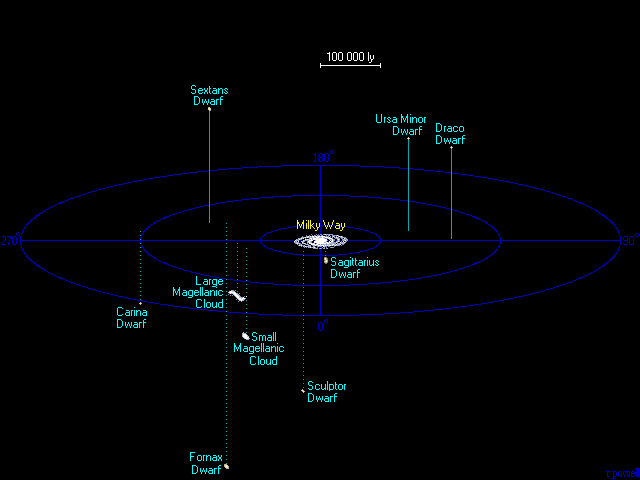 100 000 ly
Sextans
Dwarf
Ursa Minor
Dwarf
Draco
Dwarf
180°
Milky Way
270°
90°
Sagittarius
Dwarf
Large
Magellanic
Cloud
Carina
Dwarf
0°
Small
Magellanic
Cloud
Sculptor
Dwarf
Fornax
Dwarf
rpowell